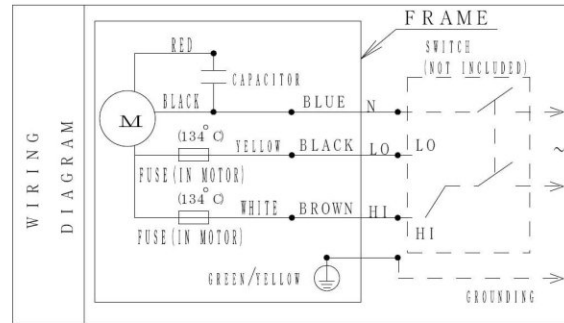 WIRING
DIAGRAM
FRAME
SWITCH
(NOT INCLUDED)
RED
CAPACITOR
BLACK
BLUE
N
M
(134°C)
YELLOW
BLACK
LO
LO
FUSE(IN MOTOR)
(134°C)
WHITE
BROWN
HI
HI
FUSE(IN MOTOR)
~
GREEN/YELLOW
GROUNDING